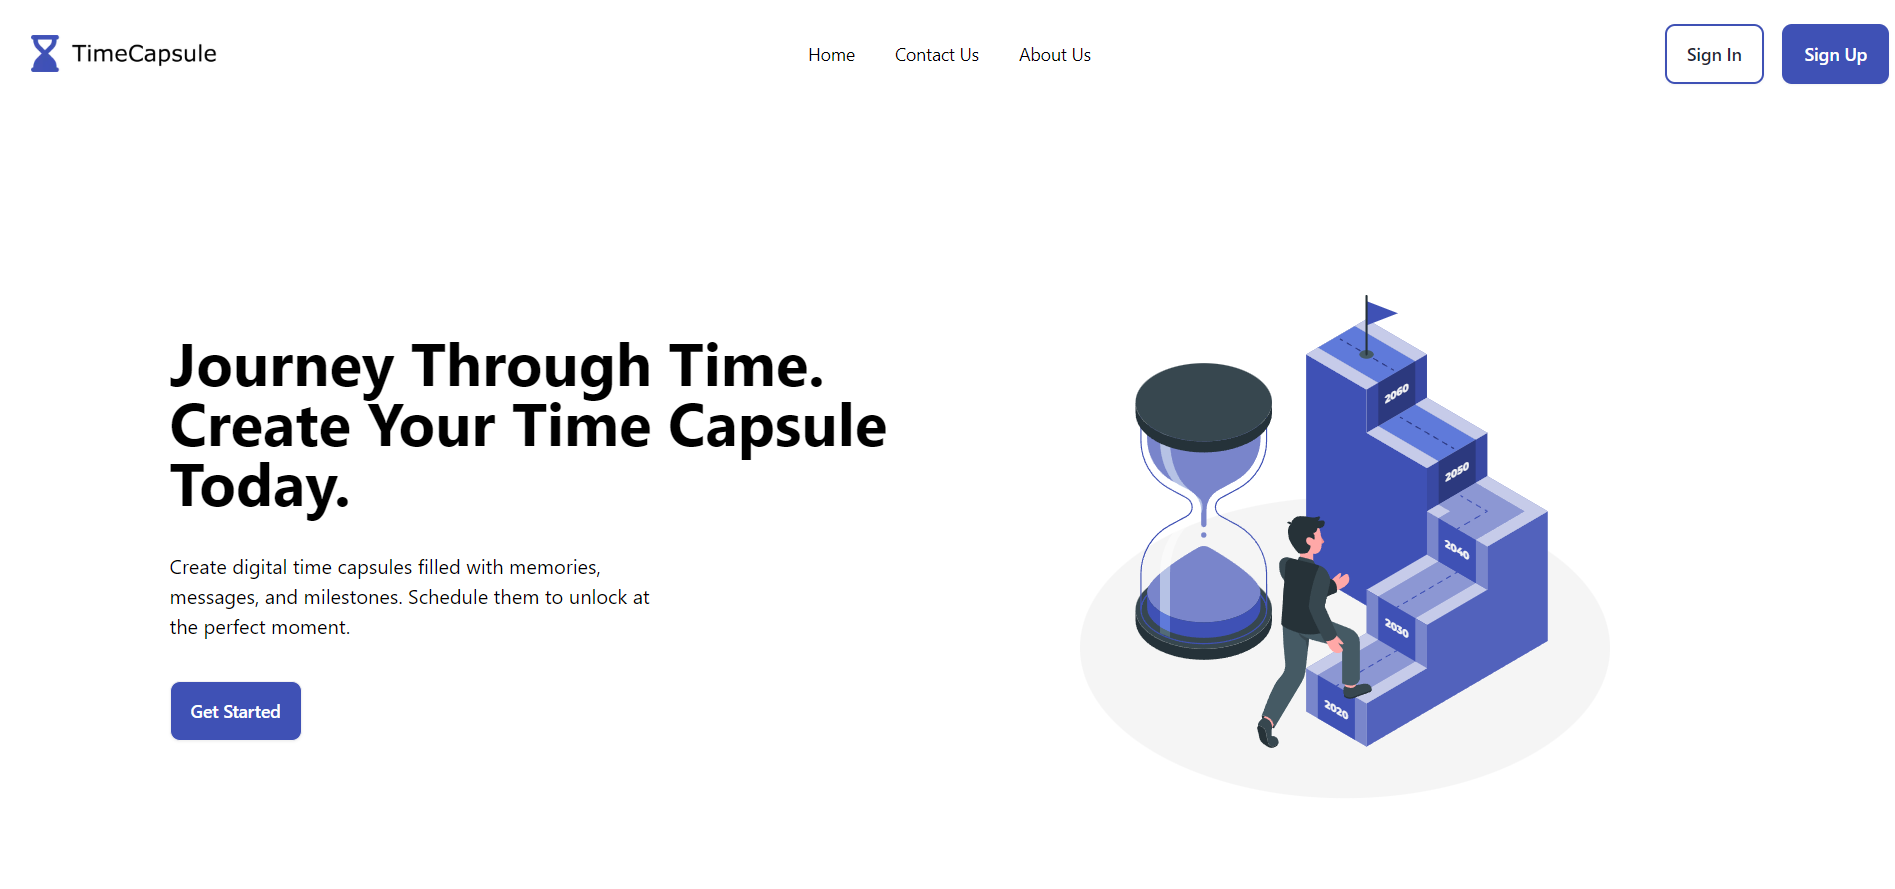 TimeCapsule
Home
Contact Us
About Us
Sign In
Sign Up
Journey Through Time.
Create Your Time Capsule
Today.
Create digital time capsules filled with memories,
messages, and milestones. Schedule them to unlock at
the perfect moment.
Get Started
2060
2050
2040
2030
2020